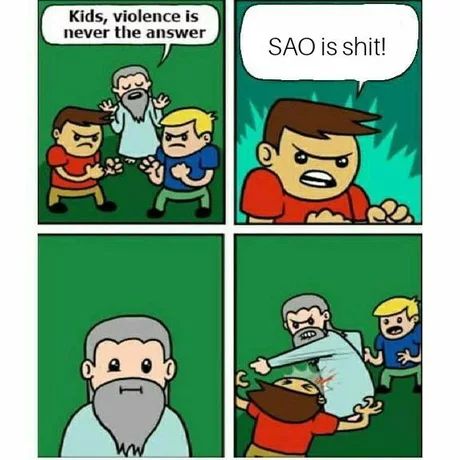 Kids, violence is
never the answer
SAO is shit!